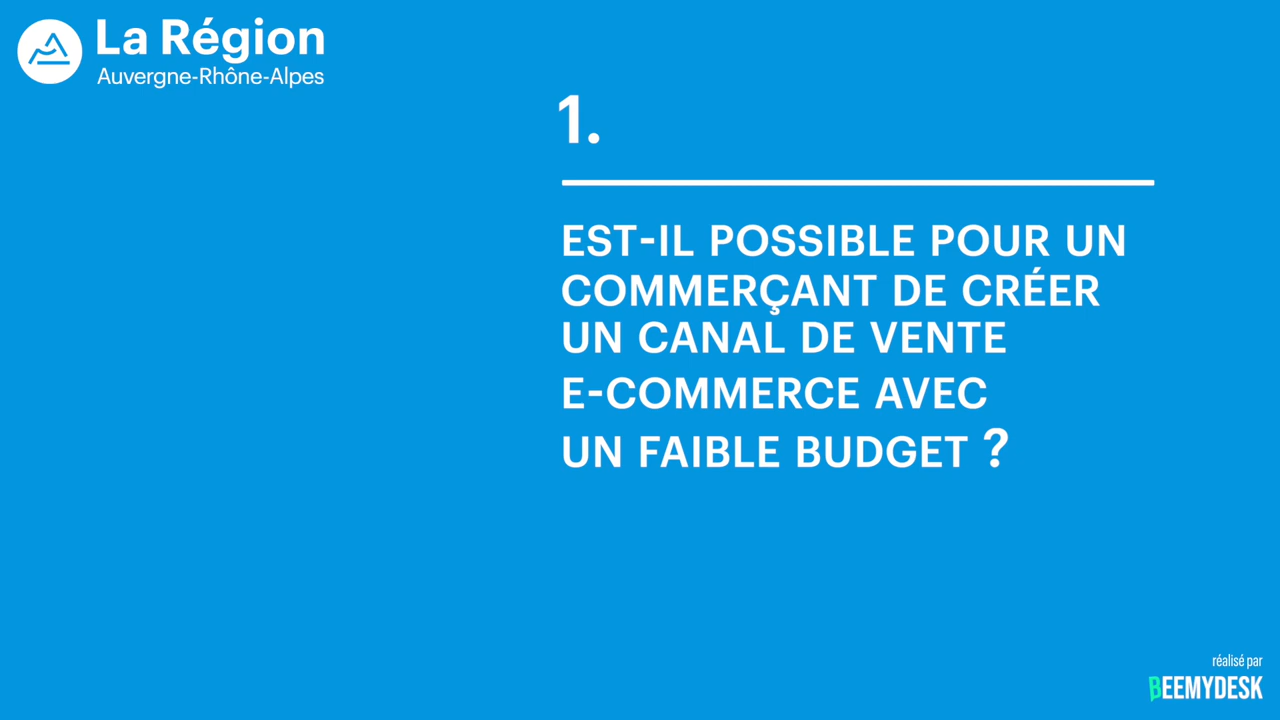 La Région
Auvergne-Rhône-Alpes
1.
EST-IL POSSIBLE POUR UN
COMMERÇANT DE CRÉER
UN CANAL DE VENTE
E-COMMERCE AVEC
UN FAIBLE BUDGET ?
réalisé par
BEEMYDESK